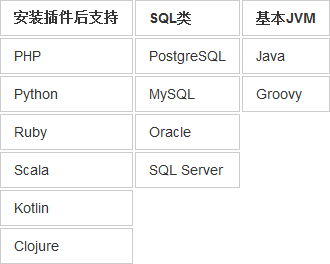 安装插件后支持 SQL类 基本JVM
PHP PostgreSQL Java
Python MySQL Groovy
Ruby Oracle
Scala SQL Server
Kotlin
Clojure